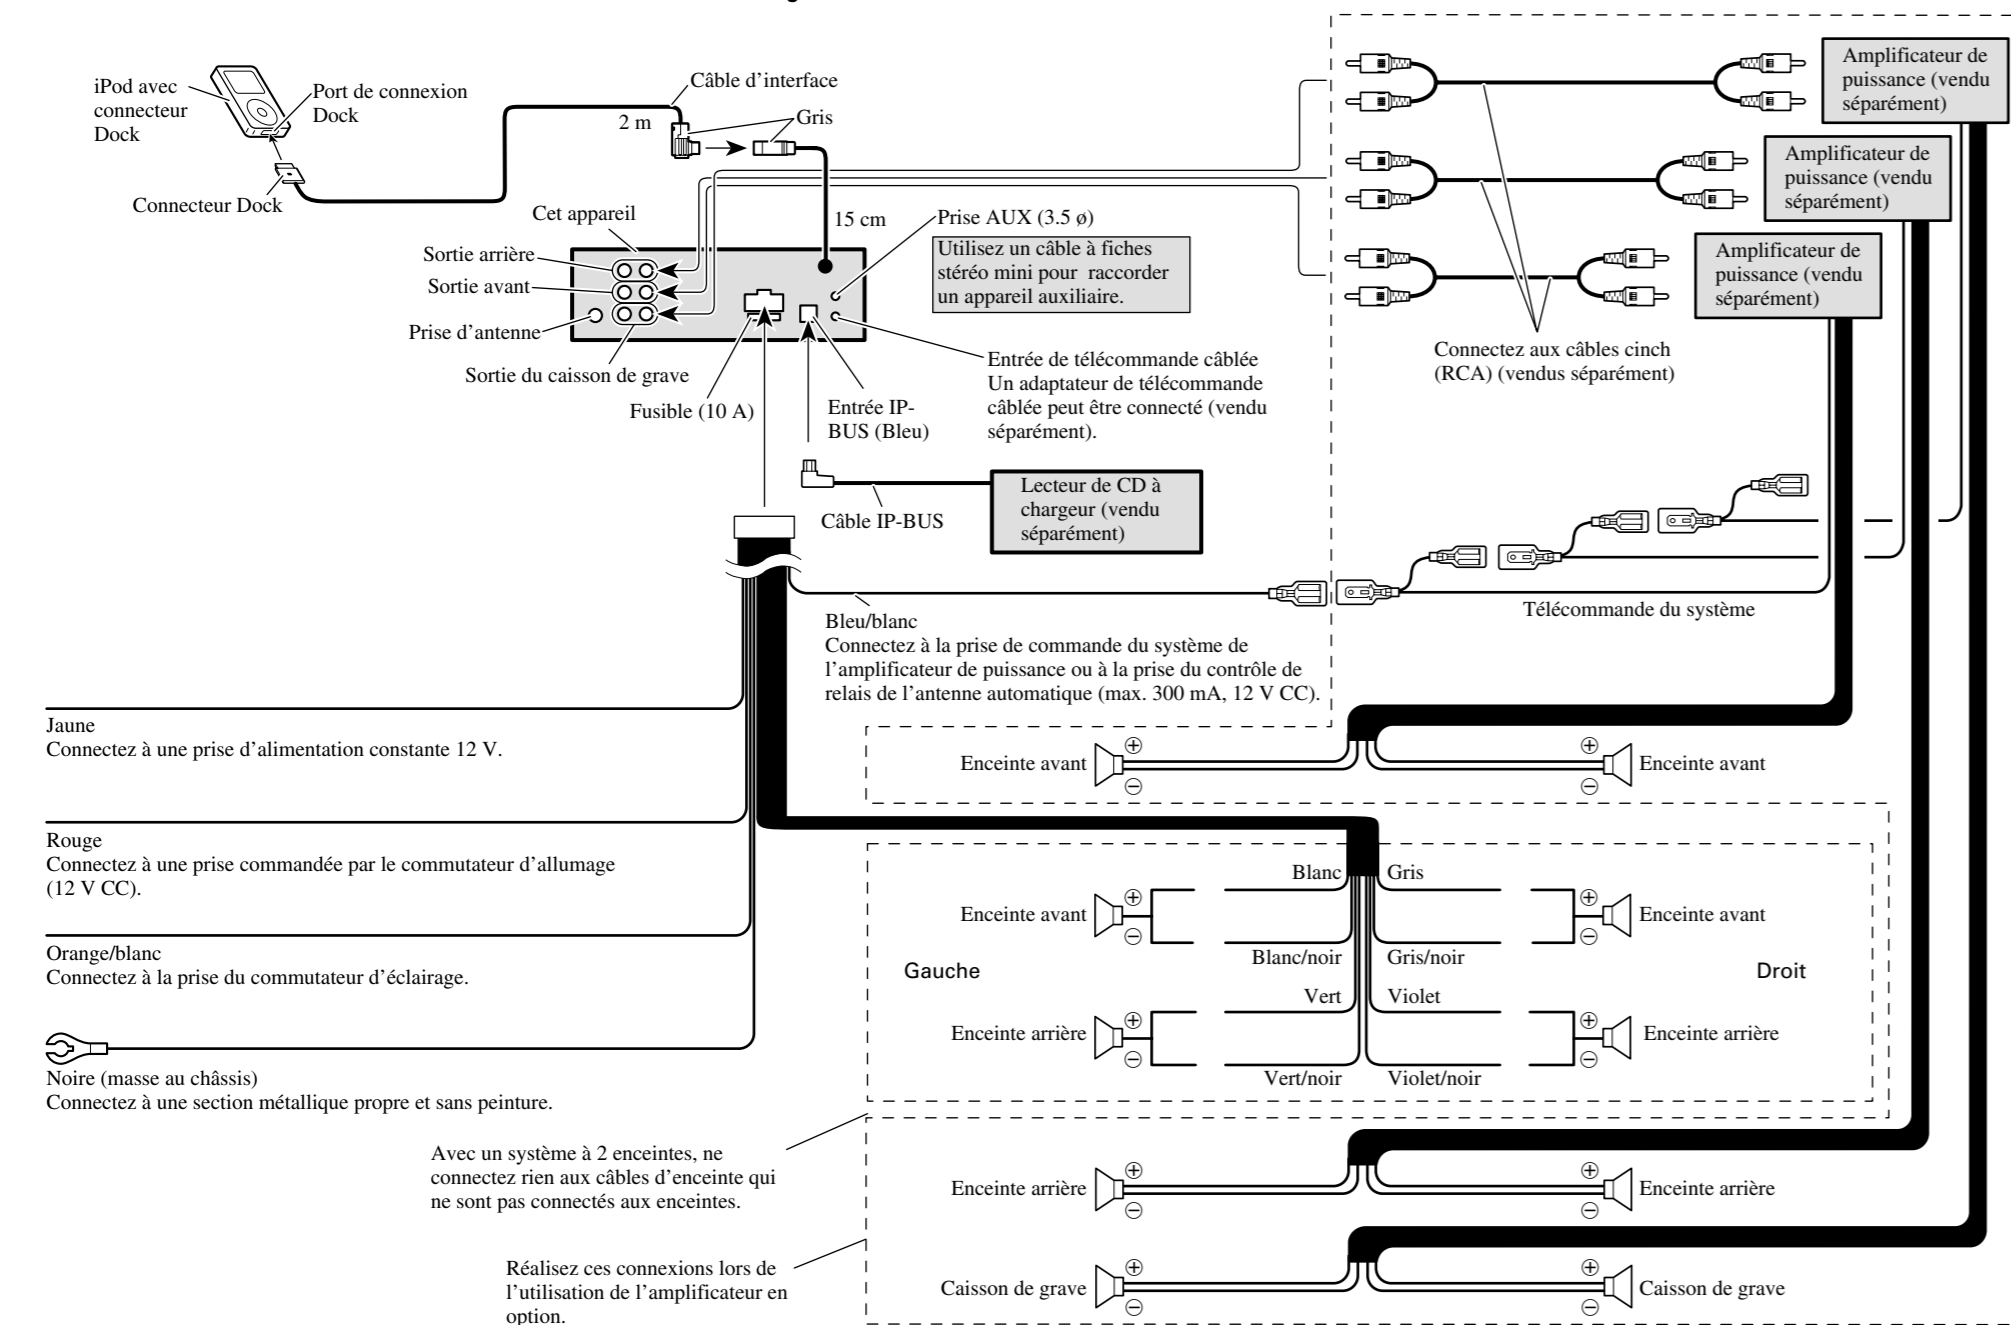 iPod avec
connecteur
Dock
Port de connexion
Dock
Connecteur Dock
Câble d’interface
2 m
Gris
15 cm
Cet appareil
Sortie arrière
Sortie avant
Prise d’antenne
Sortie du caisson de grave
Fusible (10 A)
Entrée IP-
BUS (Bleu)
Prise AUX (3.5 ø)
Utilisez un câble à fiches
stéréo mini pour raccorder
un appareil auxiliaire.
Entrée de télécommande câblée
Un adaptateur de télécommande
câblée peut être connecté (vendu
séparément).
Câble IP-BUS
Lecteur de CD à
chargeur (vendu
séparément)
Amplificateur de
puissance (vendu
séparément)
Amplificateur de
puissance (vendu
séparément)
Amplificateur de
puissance (vendu
séparément)
Connectez aux câbles cinch
(RCA) (vendus séparément)
Télécommande du système
Bleu/blanc
Connectez à la prise de commande du système de
l’amplificateur de puissance ou à la prise du contrôle de
relais de l’antenne automatique (max. 300 mA, 12 V CC).
Jaune
Connectez à une prise d’alimentation constante 12 V.
Rouge
Connectez à une prise commandée par le commutateur d’allumage
(12 V CC).
Orange/blanc
Connectez à la prise du commutateur d’éclairage.
Noire (masse au châssis)
Connectez à une section métallique propre et sans peinture.
Enceinte avant
+
−
+
−
Enceinte avant
Blanc
Gris
Enceinte avant
+
−
+
−
Enceinte avant
Blanc/noir
Gris/noir
Gauche
Droit
Vert
Violet
Enceinte arrière
+
−
+
−
Enceinte arrière
Vert/noir
Violet/noir
Avec un système à 2 enceintes, ne
connectez rien aux câbles d’enceinte qui
ne sont pas connectés aux enceintes.
Enceinte arrière
+
−
+
−
Enceinte arrière
Réalisez ces connexions lors de
l’utilisation de l’amplificateur en
option.
Caisson de grave
+
−
+
−
Caisson de grave